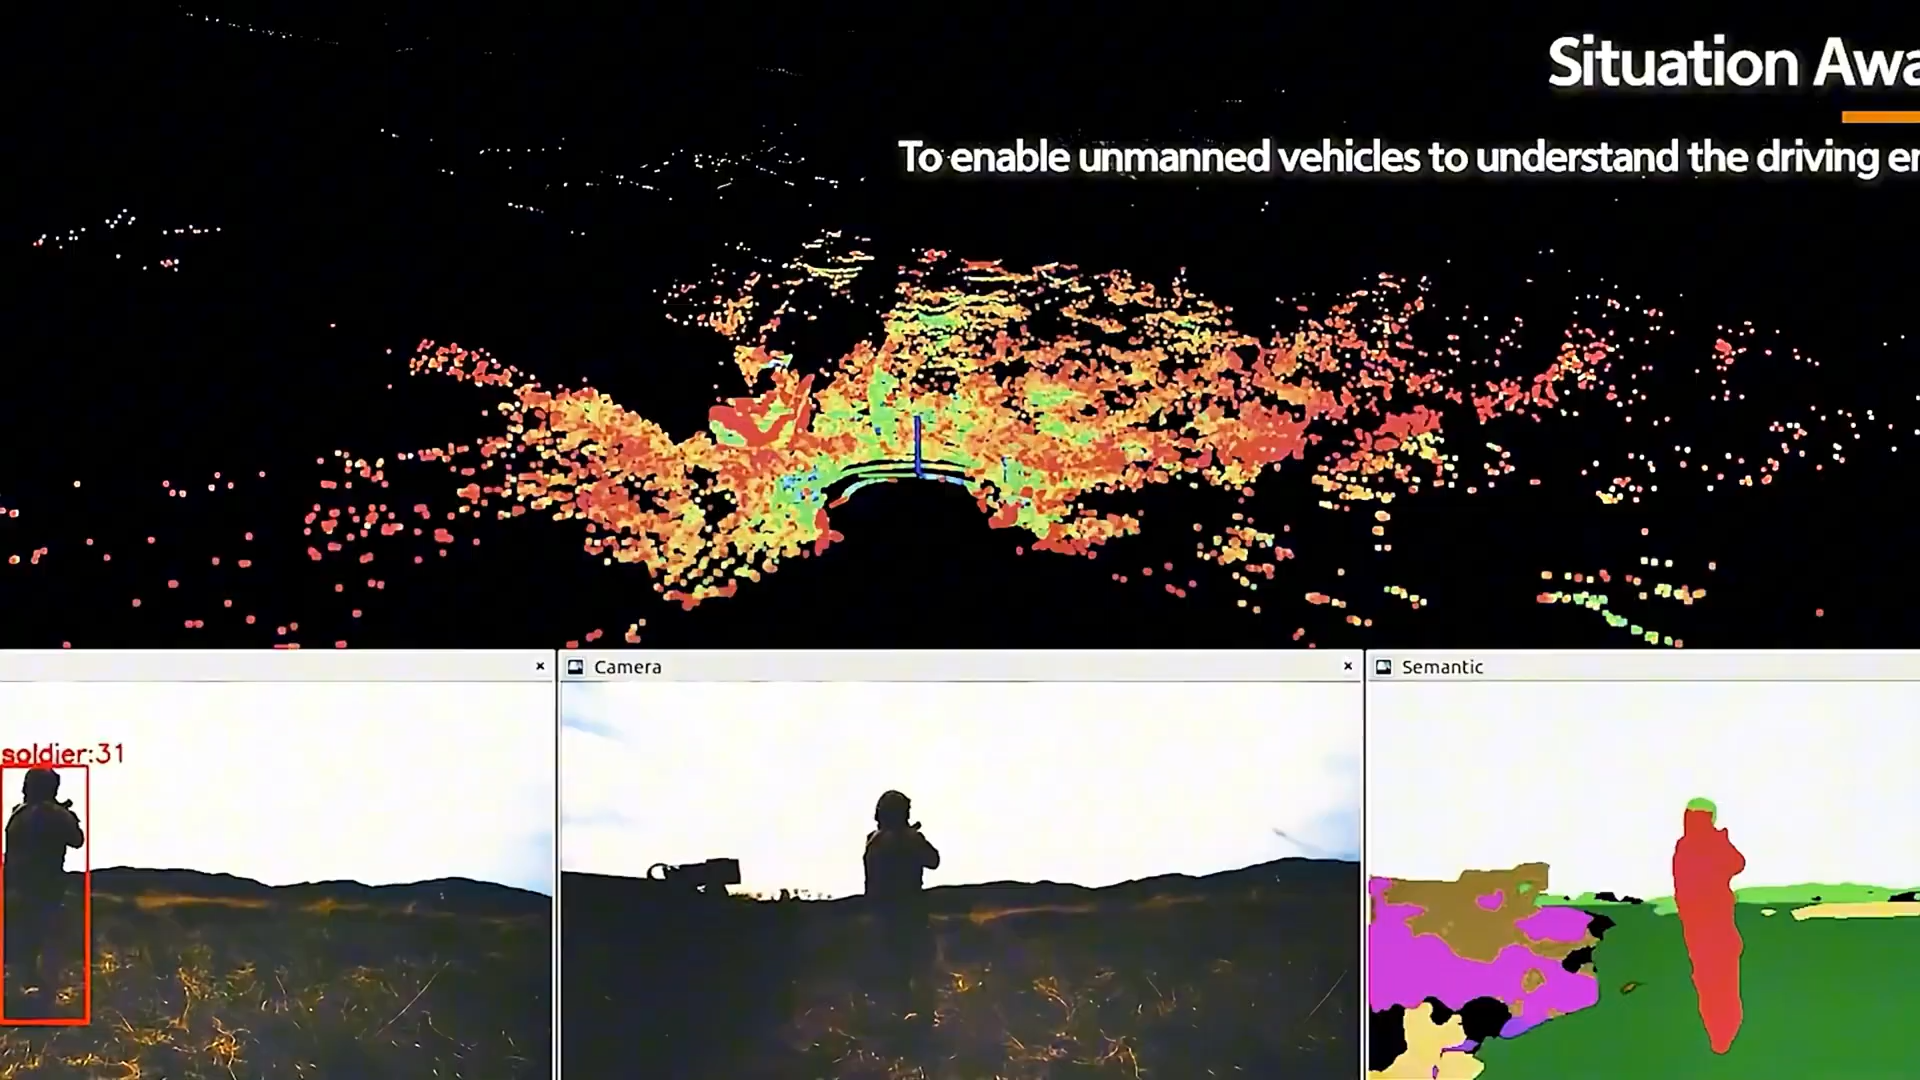 Situation Awa
To enable unmanned vehicles to understand the driving en
Camera
Semantic
soldier:31